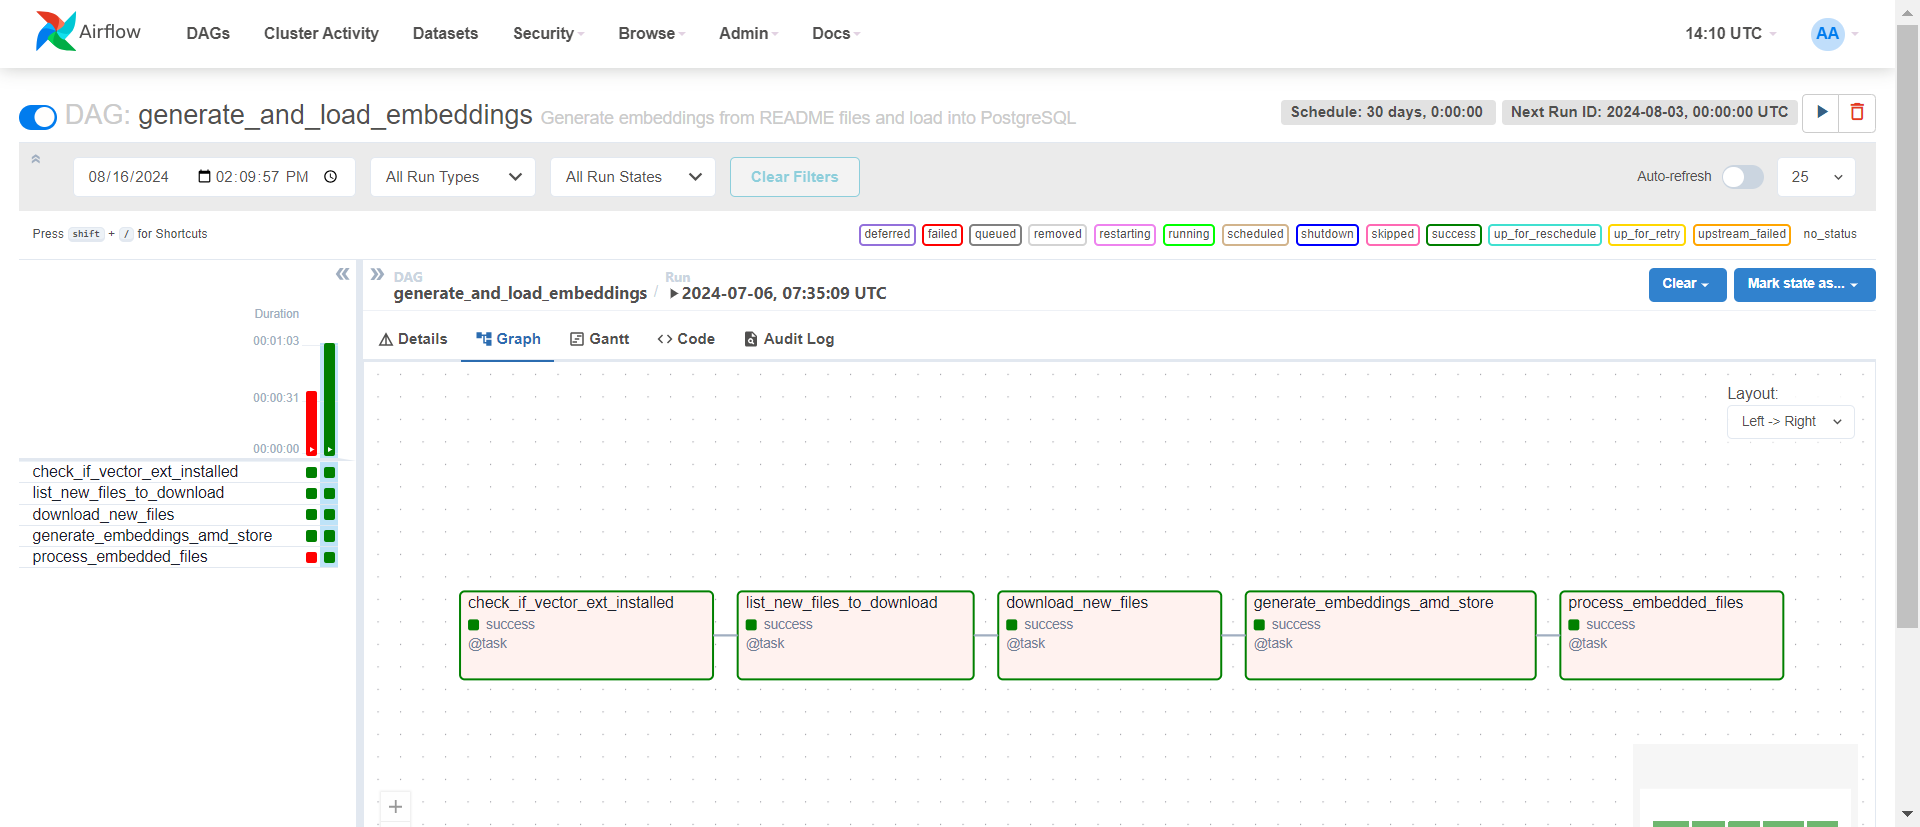 Airflow DAGs Cluster Activity Datasets Security Browse Admin Docs 14:10 UTC AA
DAG: generate_and_load_embeddings Generate embeddings from README files and load into PostgreSQL Schedule: 30 days, 0:00:00 Next Run ID: 2024-08-03, 00:00:00 UTC
08/16/2024 02:09:57 PM All Run Types All Run States Clear Filters Auto-refresh 25
Press shift + / for Shortcuts deferred failed queued removed restarting running scheduled shutdown skipped success up_for_reschedule up_for_retry upstream_failed no_status
DAG Run
generate_and_load_embeddings / 2024-07-06, 07:35:09 UTC Clear Mark state as...
Details Graph Gantt Code Audit Log
Duration
00:01:03
00:00:31
00:00:00
check_if_vector_ext_installed
list_new_files_to_download
download_new_files
generate_embeddings_amd_store
process_embedded_files
Layout:
Left -> Right
check_if_vector_ext_installed
success
@task
list_new_files_to_download
success
@task
download_new_files
success
@task
generate_embeddings_amd_store
success
@task
process_embedded_files
success
@task